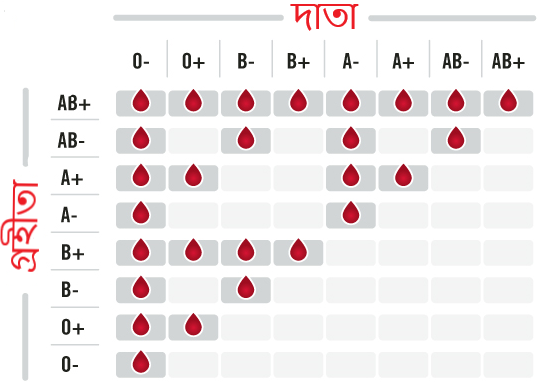 দাতা
O- O+ B- B+ A- A+ AB- AB+
AB+
AB-
A+
A-
B+
B-
O+
O-
গ্রহীতা